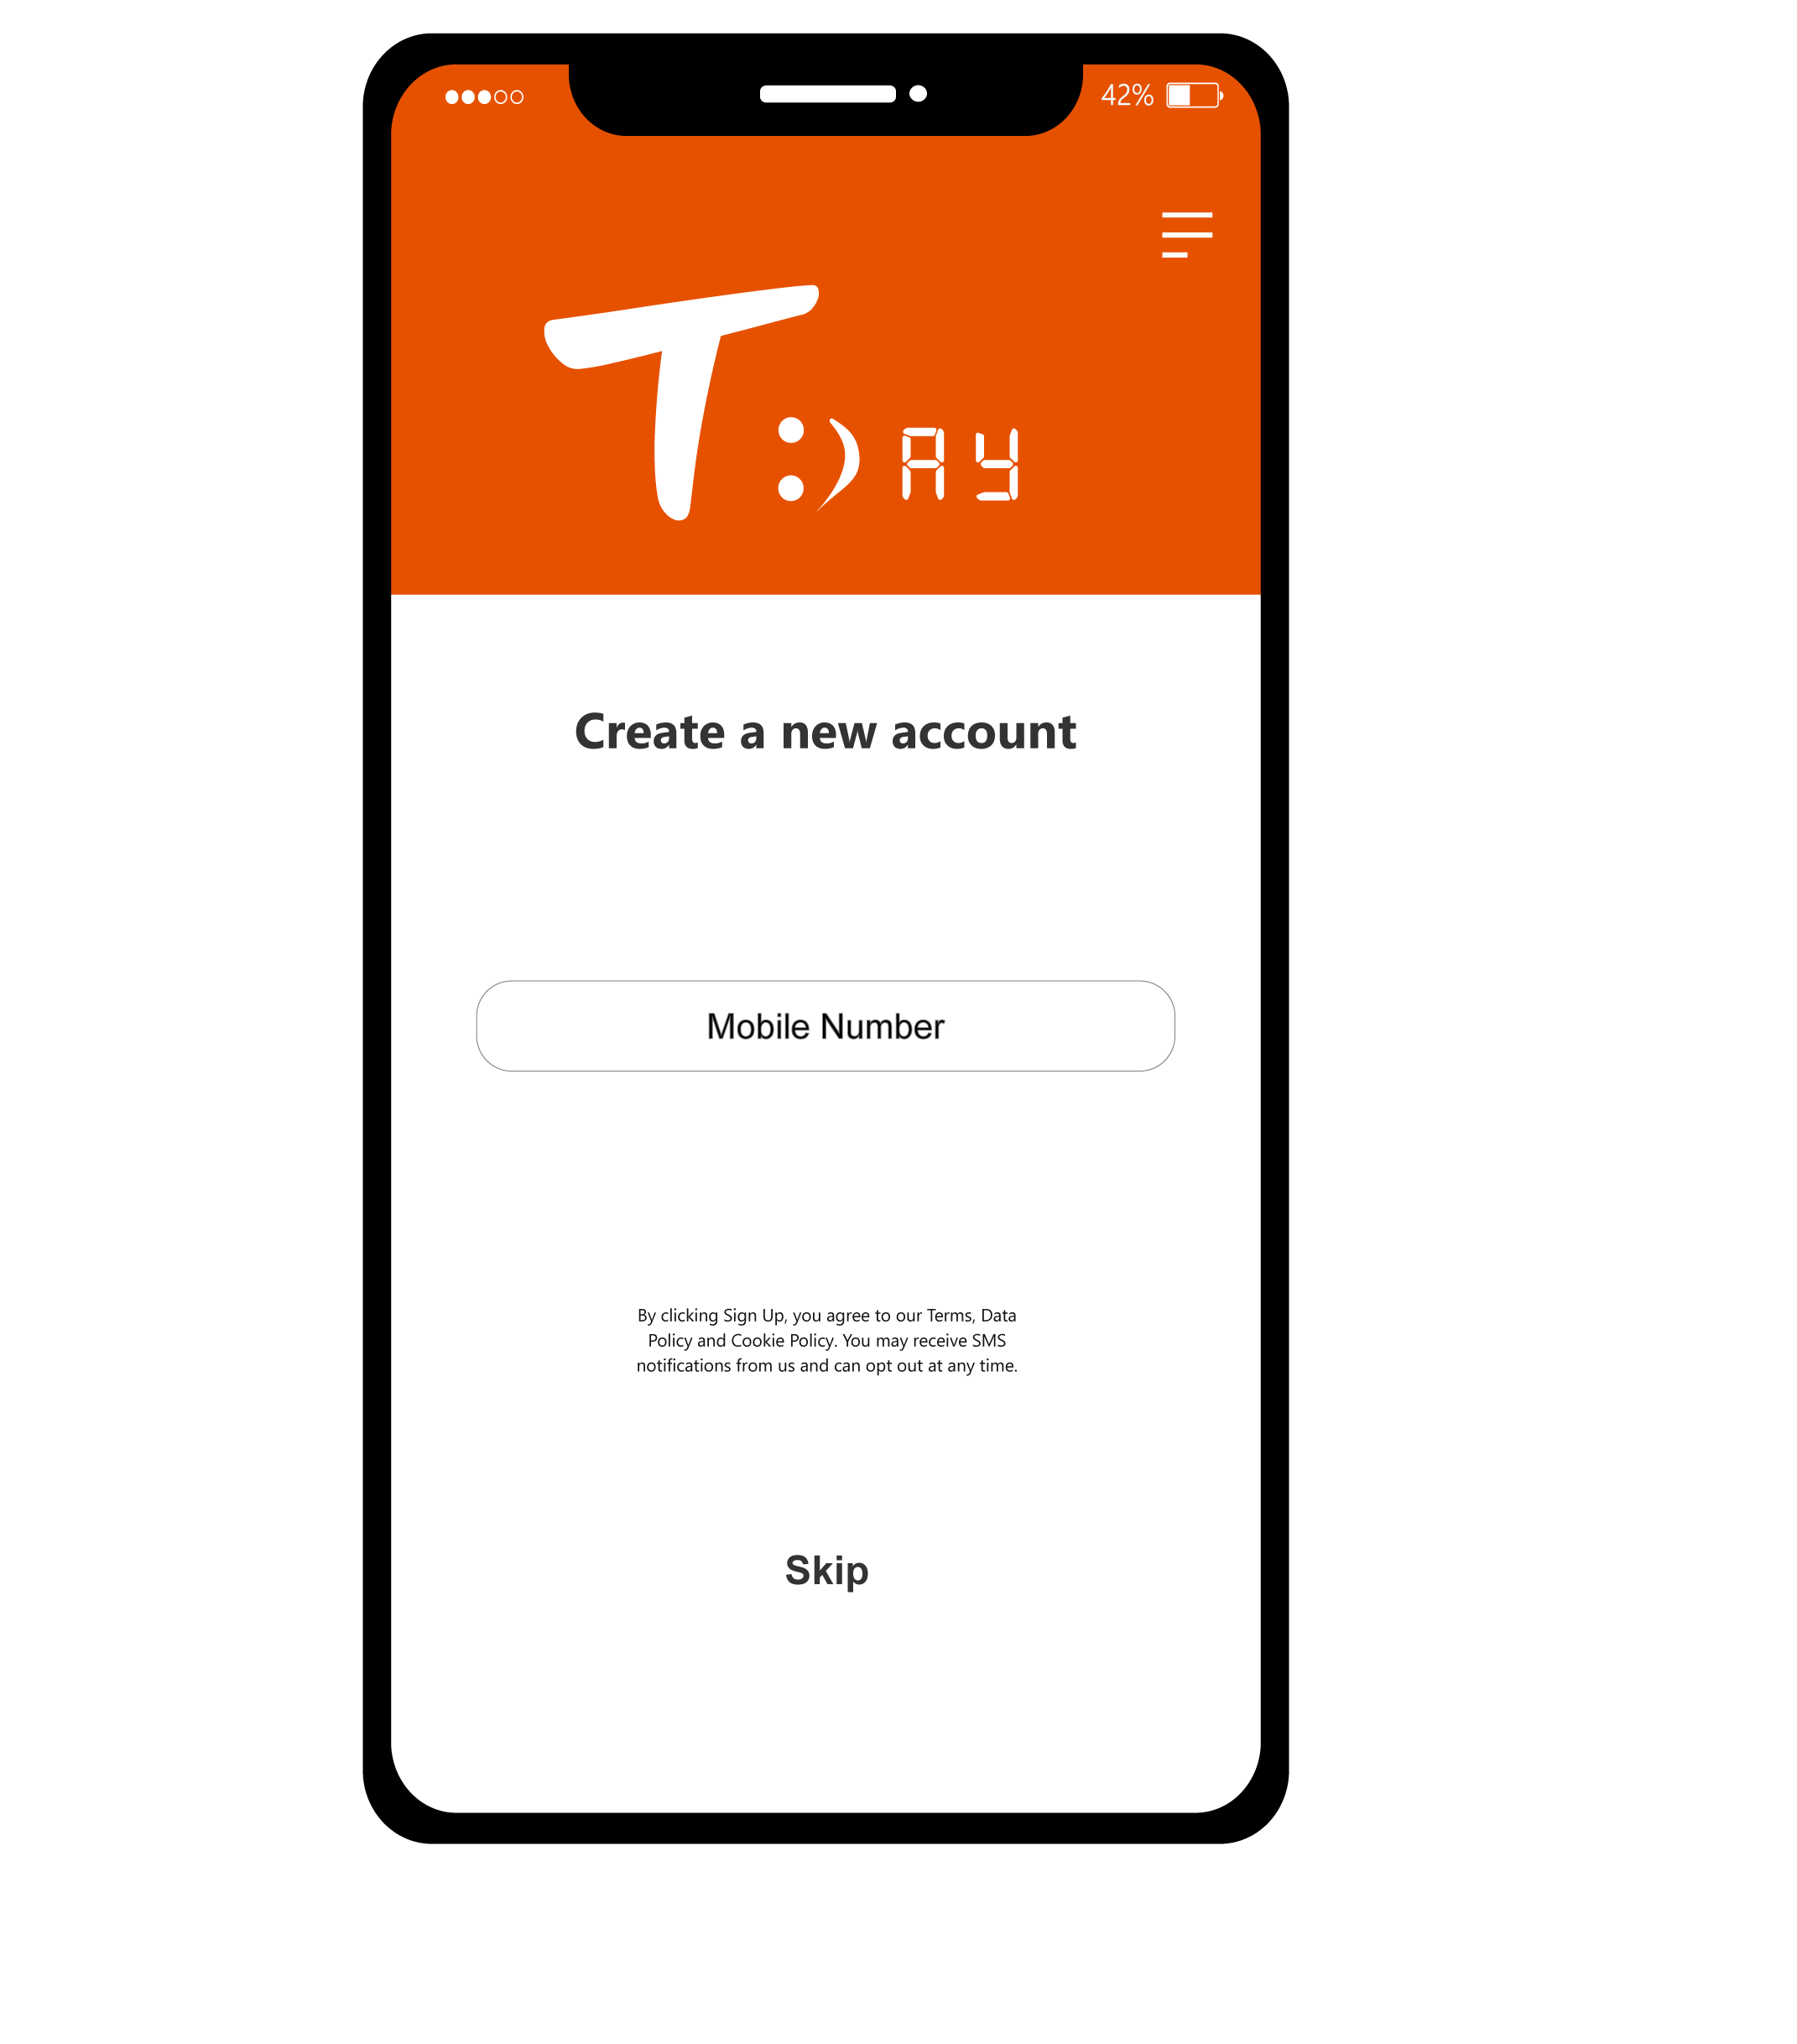 42%
T:)AY
Create a new account
Mobile Number
By clicking Sign Up, you agree to our Terms, Data
Policy and Cookie Policy. You may receive SMS
notifications from us and can opt out at any time.
Skip